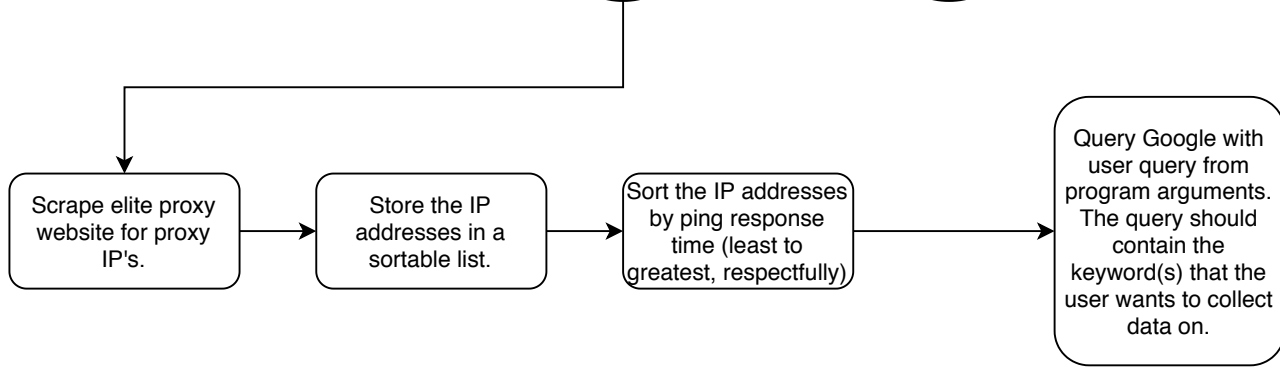 Scrape elite proxy
website for proxy
IP's.
Store the IP
addresses in a
sortable list.
Sort the IP addresses
by ping response
time (least to
greatest, respectfully)
Query Google with
user query from
program arguments.
The query should
contain the
keyword(s) that the
user wants to collect
data on.